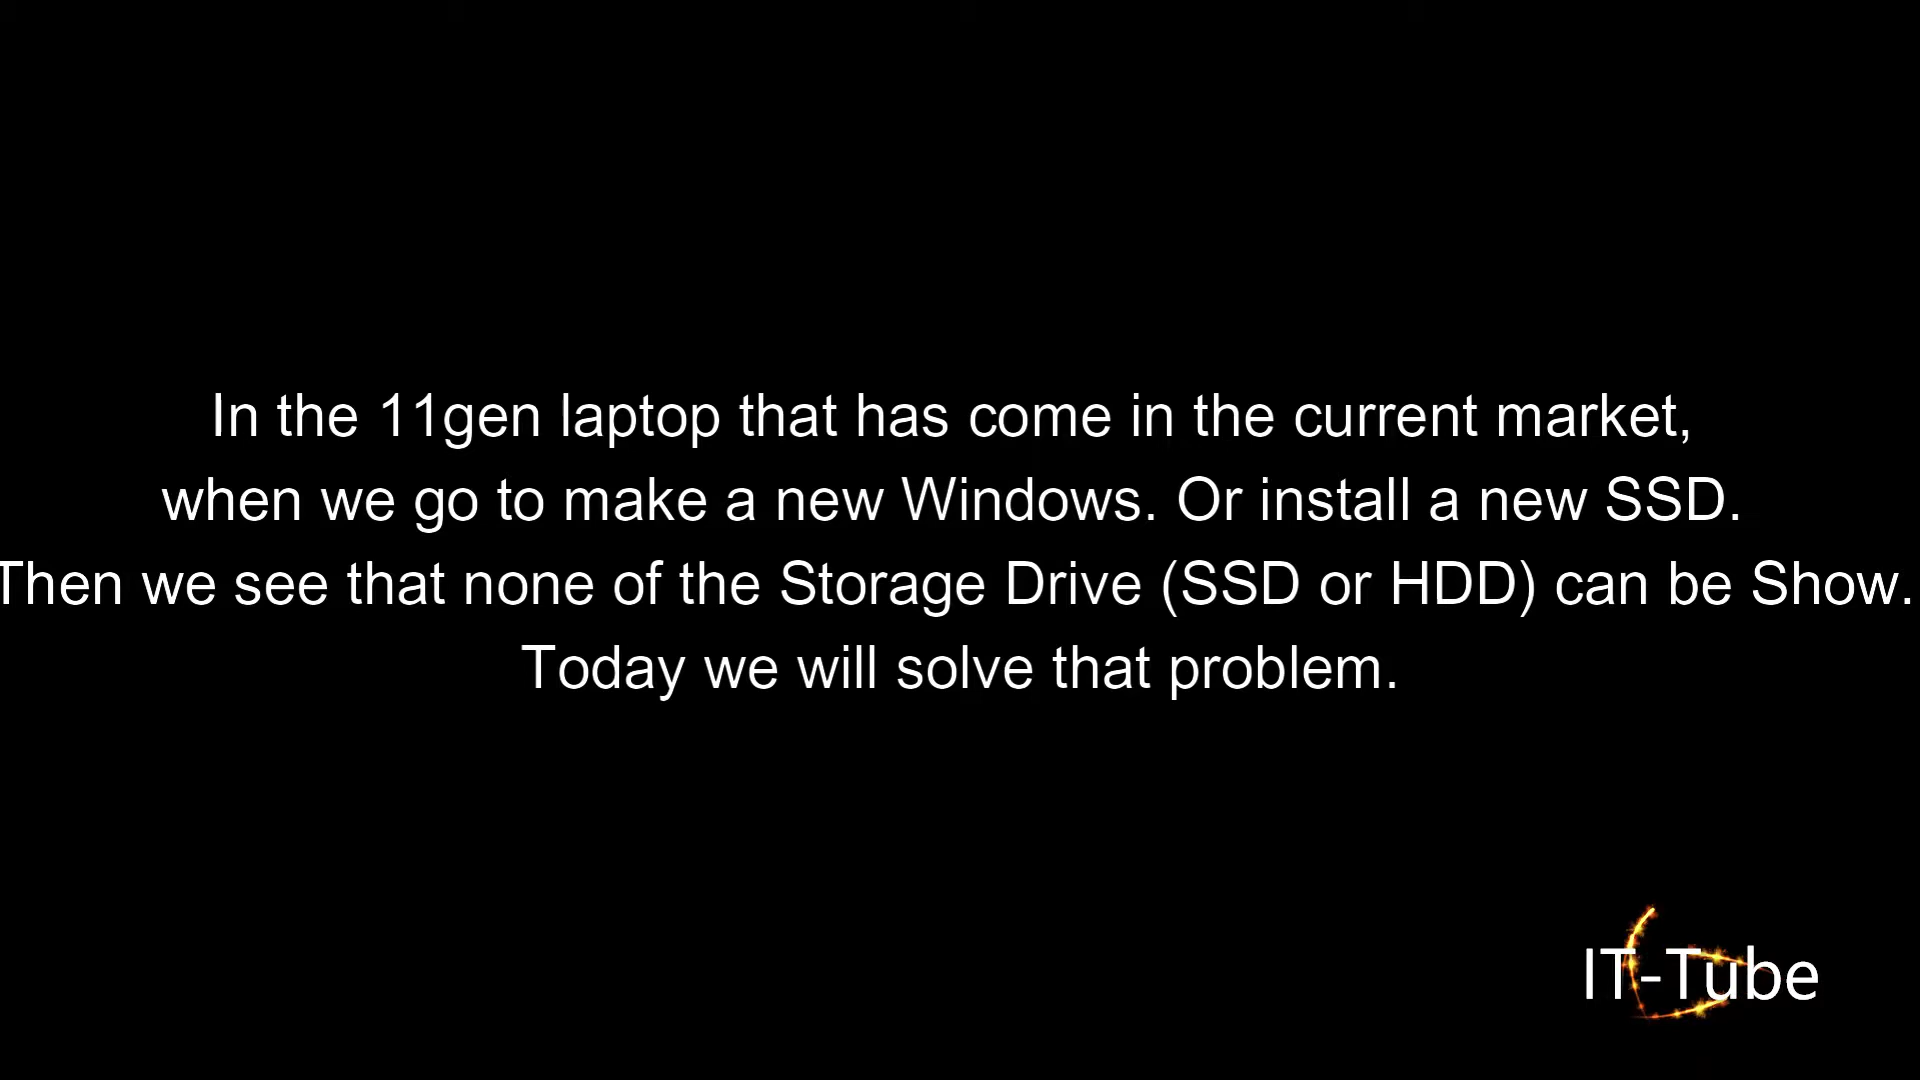 In the 11gen laptop that has come in the current market,
when we go to make a new Windows. Or install a new SSD.
Then we see that none of the Storage Drive (SSD or HDD) can be Show.
Today we will solve that problem.
IT-Tube